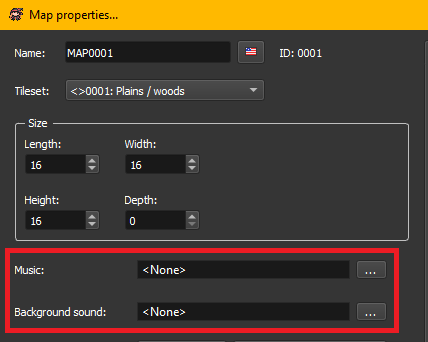 Map properties...
Name: MAP0001 ID: 0001
Tileset: <>0001: Plains / woods
Size
Length: Width:
16 16
Height: Depth:
16 0
Music: <None> ...
Background sound: <None> ...